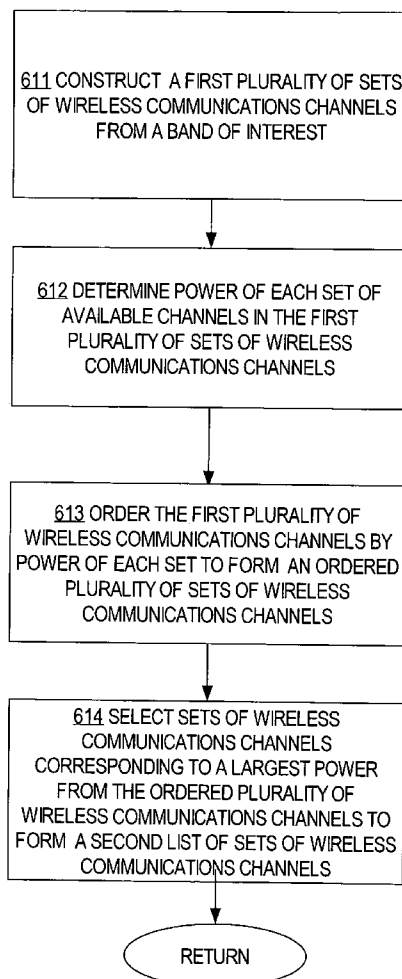 611 CONSTRUCT A FIRST PLURALITY OF SETS
OF WIRELESS COMMUNICATIONS CHANNELS
FROM A BAND OF INTEREST
612 DETERMINE POWER OF EACH SET OF
AVAILABLE CHANNELS IN THE FIRST
PLURALITY OF SETS OF WIRELESS
COMMUNICATIONS CHANNELS
613 ORDER THE FIRST PLURALITY OF
WIRELESS COMMUNICATIONS CHANNELS BY
POWER OF EACH SET TO FORM AN ORDERED
PLURALITY OF SETS OF WIRELESS
COMMUNICATIONS CHANNELS
614 SELECT SETS OF WIRELESS
COMMUNICATIONS CHANNELS
CORRESPONDING TO A LARGEST POWER
FROM THE ORDERED PLURALITY OF
WIRELESS COMMUNICATIONS CHANNELS TO
FORM A SECOND LIST OF SETS OF WIRELESS
COMMUNICATIONS CHANNELS
RETURN